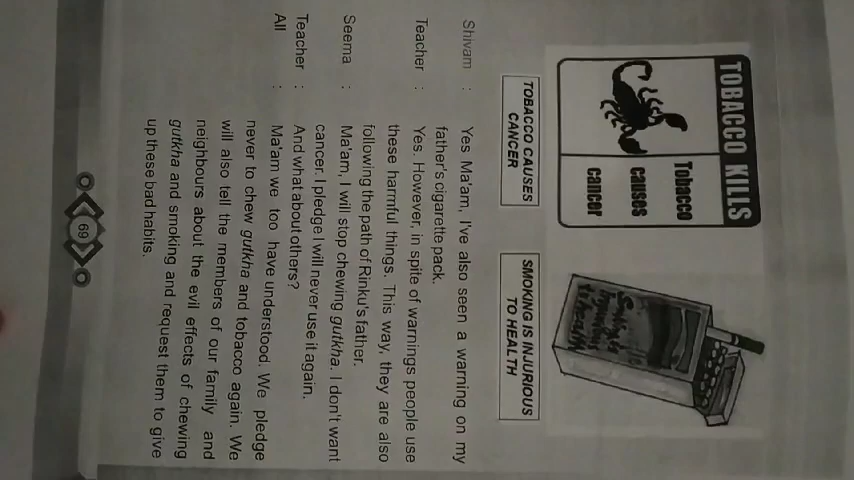 TOBACCO KILLS
Tobacco
causes
cancer
TOBACCO CAUSES
CANCER
SMOKING IS INJURIOUS
TO HEALTH
Shivam : Yes Ma'am, I've also seen a warning on my
father's cigarette pack.
Teacher : Yes. However, in spite of warnings people use
these harmful things. This way, they are also
following the path of Rinku's father.
Seema : Ma'am, I will stop chewing gutkha. I don't want
cancer. I pledge I will never use it again.
Teacher : And what about others?
All : Ma'am we too have understood. We pledge
never to chew gutkha and tobacco again. We
will also tell the members of our family and
neighbours about the evil effects of chewing
gutkha and smoking and request them to give
up these bad habits.
69